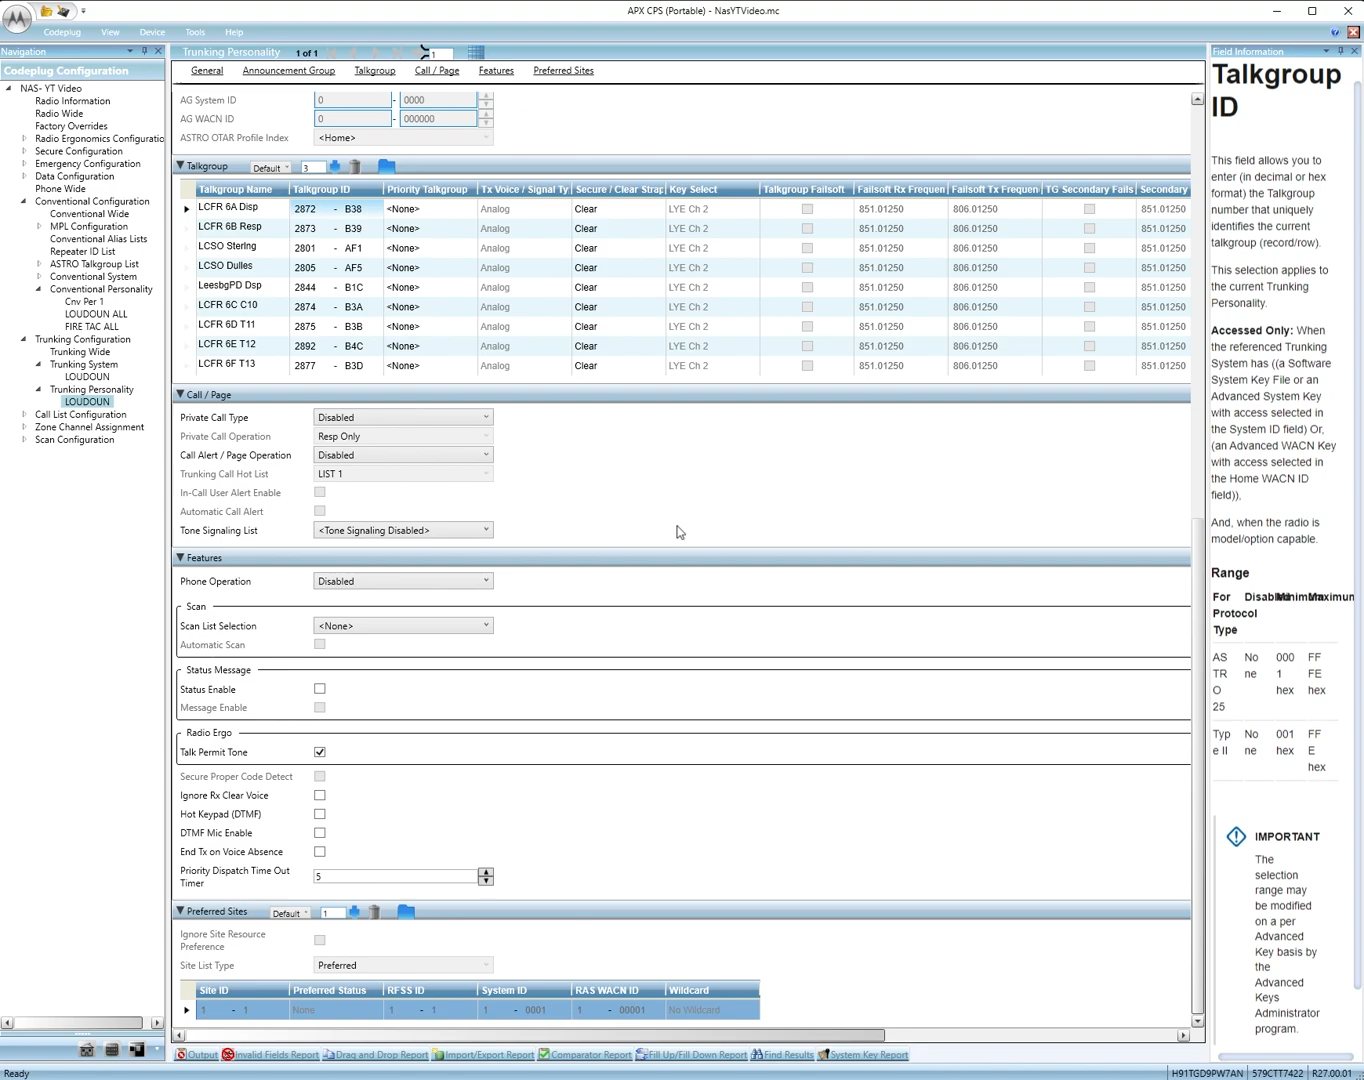 APX CPS (Portable) - NasYTVideo.mc
Codeplug View Device Tools Help
Navigation
Codeplug Configuration
NAS- YT Video
Radio Information
Radio Wide
Factory Overrides
Radio Ergonomics Configuratio
Secure Configuration
Emergency Configuration
Data Configuration
Phone Wide
Conventional Configuration
Conventional Wide
MPL Configuration
Conventional Alias Lists
Repeater ID List
ASTRO Talkgroup List
Conventional System
Conventional Personality
Cnv Per 1
LOUDOUN ALL
FIRE TAC ALL
Trunking Configuration
Trunking Wide
Trunking System
LOUDOUN
Trunking Personality
LOUDOUN
Call List Configuration
Zone Channel Assignment
Scan Configuration
Trunking Personality 1 of 1 1
General Announcement Group Talkgroup Call / Page Features Preferred Sites
AG System ID 0 - 0000
AG WACN ID 0 - 000000
ASTRO OTAR Profile Index <Home>
Talkgroup Default 3
Talkgroup Name Talkgroup ID Priority Talkgroup Tx Voice / Signal Ty Secure / Clear Strap Key Select Talkgroup Failsoft Failsoft Rx Frequen Failsoft Tx Frequen TG Secondary Fails Secondary
LCFR 6A Disp 2872 - B38 <None> Analog Clear LYE Ch 2 851.01250 806.01250 851.01250
LCFR 6B Resp 2873 - B39 <None> Analog Clear LYE Ch 2 851.01250 806.01250 851.01250
LCSO Sterlng 2801 - AF1 <None> Analog Clear LYE Ch 2 851.01250 806.01250 851.01250
LCSO Dulles 2805 - AF5 <None> Analog Clear LYE Ch 2 851.01250 806.01250 851.01250
LeesbgPD Dsp 2844 - B1C <None> Analog Clear LYE Ch 2 851.01250 806.01250 851.01250
LCFR 6C C10 2874 - B3A <None> Analog Clear LYE Ch 2 851.01250 806.01250 851.01250
LCFR 6D T11 2875 - B3B <None> Analog Clear LYE Ch 2 851.01250 806.01250 851.01250
LCFR 6E T12 2892 - B4C <None> Analog Clear LYE Ch 2 851.01250 806.01250 851.01250
LCFR 6F T13 2877 - B3D <None> Analog Clear LYE Ch 2 851.01250 806.01250 851.01250
Call / Page
Private Call Type Disabled
Private Call Operation Resp Only
Call Alert / Page Operation Disabled
Trunking Call Hot List LIST 1
In-Call User Alert Enable
Automatic Call Alert
Tone Signaling List <Tone Signaling Disabled>
Features
Phone Operation Disabled
Scan
Scan List Selection <None>
Automatic Scan
Status Message
Status Enable
Message Enable
Radio Ergo
Talk Permit Tone
Secure Proper Code Detect
Ignore Rx Clear Voice
Hot Keypad (DTMF)
DTMF Mic Enable
End Tx on Voice Absence
Priority Dispatch Time Out
Timer 5
Preferred Sites Default 1
Ignore Site Resource
Preference
Site List Type Preferred
Site ID Preferred Status RFSS ID System ID RAS WACN ID Wildcard
1 - 1 None 1 - 1 1 - 0001 1 - 00001 No Wildcard
Output Invalid Fields Report Drag and Drop Report Import/Export Report Comparator Report Fill Up/Fill Down Report Find Results System Key Report
Field Information
Talkgroup
ID
This field allows you to
enter (in decimal or hex
format) the Talkgroup
number that uniquely
identifies the current
talkgroup (record/row).
This selection applies to
the current Trunking
Personality.
Accessed Only: When
the referenced Trunking
System has ((a Software
System Key File or an
Advanced System Key
with access selected in
the System ID field) Or,
(an Advanced WACN Key
with access selected in
the Home WACN ID
field)),
And, when the radio is
model/option capable.
Range
For Disabled Minimum Maximum
Protocol
Type
AS No 000 FF
TR ne 1 FE
O hex hex
25
Typ No 001 FF
e II ne hex E
hex
IMPORTANT
The
selection
range may
be modified
on a per
Advanced
Key basis by
the
Advanced
Keys
Administrator
program.
Ready H91TGD9PW7AN 579CTT7422 R27.00.01